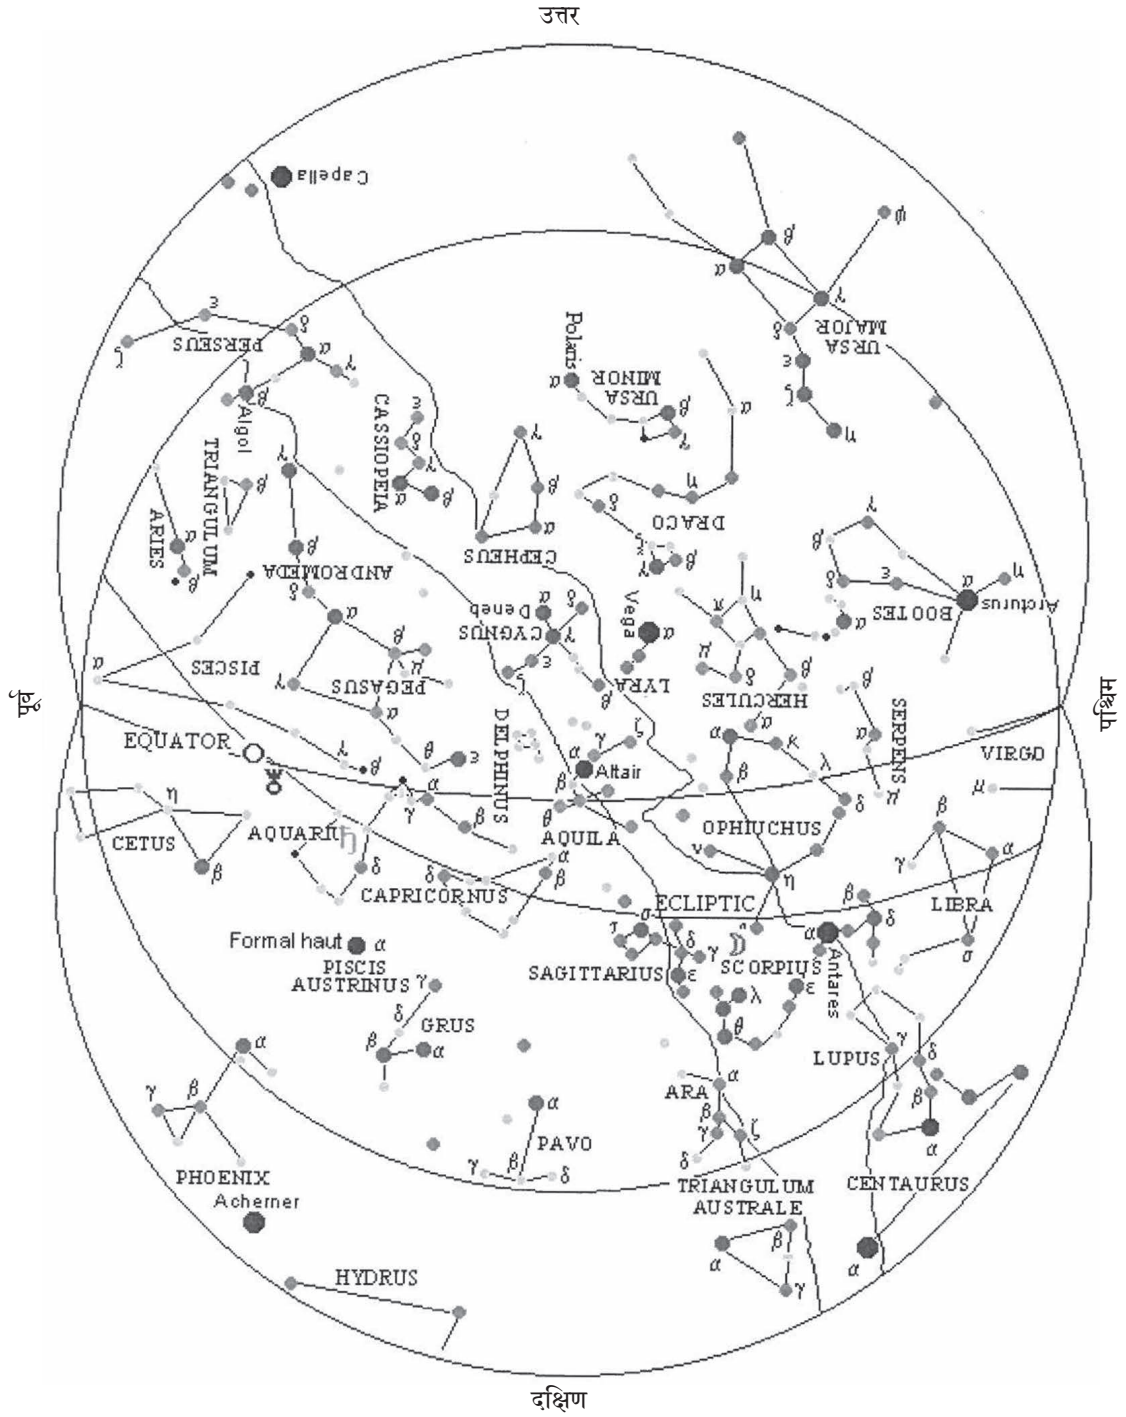 उत्तर
Capella
β
φ
α
γ
δ
URSA
MAJOR
ε
ζ
η
ε
δ
PERSEUS
ζ
α
γ
β
Algol
Polaris
α
URSA
MINOR
β
γ
CASSIOPEIA
ε
δ
γ
α
β
γ
β
α
CEPHEUS
α
η
DRACO
δ
ξ
β
γ
TRIANGULUM
β
ARIES
α
β
γ
β
ANDROMEDA
δ
α
β
μ
γ
PEGASUS
α
θ
ε
γ
β
δ
ε
α
η
BOOTES
Arcturus
α
α
Deneb
δ
CYGNUS
γ
ε
ζ
β
LYRA
Vega
α
π
η
μ
δ
β
HERCULES
α
β
α
SERPENS
μ
α
PISCES
γ
β
पूर्व
पश्चिम
EQUATOR
VIRGO
μ
DELPHINUS
ζ
γ
α
Altair
β
θ
AQUILA
α
κ
λ
β
δ
OPHIUCHUS
ν
η
η
CETUS
β
AQUARIU
γ
α
β
δ
δ
α
β
CAPRICORNUS
ECLIPTIC
β
γ
α
LIBRA
σ
Formal haut
α
PISCIS
AUSTRINUS
γ
δ
GRUS
β
α
σ
τ
δ
γ
SAGITTARIUS
ε
SCORPIUS
α
β
δ
Antares
ε
λ
θ
LUPUS
γ
δ
β
α
α
γ
β
PHOENIX
Acherner
α
PAVO
γ
β
δ
ARA
α
β
γ
δ
ζ
TRIANGULUM
AUSTRALE
β
α
γ
CENTAURUS
α
HYDRUS
दक्षिण